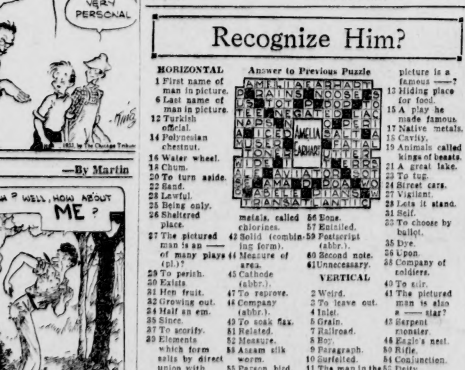 VERY
PERSONAL
—By Martin
WELL, HOW ABOUT
ME?
Recognize Him?
HORIZONTAL
1 First name of
man in picture.
6 Last name of
man in picture.
12 Turkish
official.
14 Polynesian
chestnut.
16 Water wheel.
18 Chum.
20 To turn aside.
22 Sand.
23 Lawful.
25 Being only.
26 Sheltered
place.
27 The pictured
man is an —
of many plays
(pl.)?
29 To perish.
30 Exists.
31 Hen fruit.
32 Growing out.
34 Half an em.
35 Since.
37 To scorify.
39 Elements
which form
salts by direct
union with
Answer to Previous Puzzle
AMELIA EARHART
metals, called
chlorines.
42 Solid (combin-
ing form).
44 Measure of
area.
45 Cathode
(abbr.).
47 To reprove.
48 Company
(abbr.).
49 To soak flax.
51 Related.
52 Measure.
53 Assam silk
worm.
55 Parson bird.
56 Bone.
57 Entitled.
59 Postscript
(abbr.).
60 Second note.
61 Unnecessary.
VERTICAL
2 Weird.
3 To leave out.
4 Inlet.
5 Grain.
7 Railroad.
8 Boy.
9 Paragraph.
10 Surfeited.
11 The man in the
picture is a
famous —?
13 Hiding place
for food.
15 A play he
made famous.
17 Native metals.
18 Cavity.
19 Animals called
kings of beasts.
21 A great lake.
23 To tug.
24 Street cars.
27 Vigilant.
28 Lets it stand.
31 Self.
33 To choose by
ballot.
35 Dye.
36 Upon.
38 Company of
soldiers.
40 To stir.
41 The pictured
man is also
a — star?
43 Serpent
monster.
46 Eagle's nest.
50 Rifle.
54 Conjunction.
55 Deity.